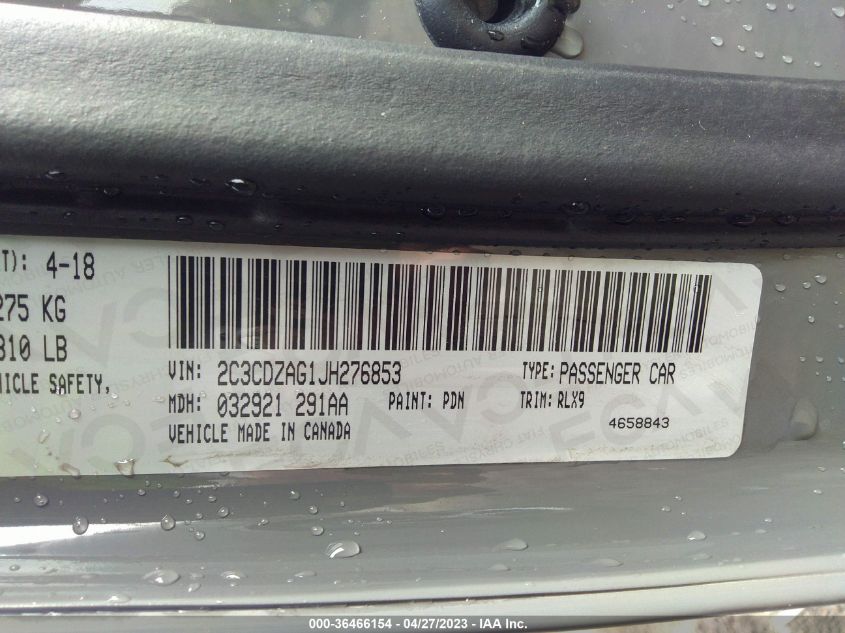 T): 4-18
275 KG
310 LB
HICLE SAFETY,
VIN: 2C3CDZAG1JH276853 TYPE: PASSENGER CAR
MDH: 032921 291AA PAINT: PDN TRIM: RLX9
VEHICLE MADE IN CANADA 4658843
000-36466154 - 04/27/2023 - IAA Inc.